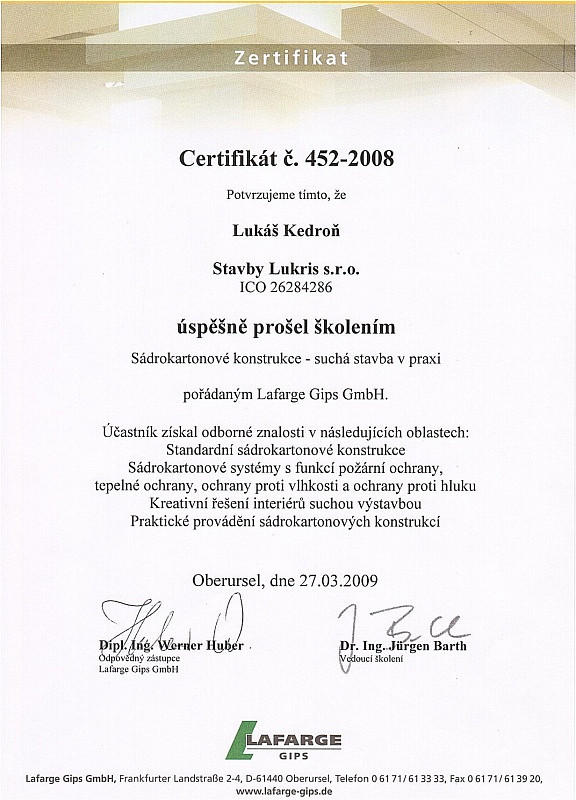 Zertifikat
Certifikát č. 452-2008
Potvrzujeme tímto, že
Lukáš Kedroň
Stavby Lukris s.r.o.
ICO 26284286
úspěšně prošel školením
Sádrokartonové konstrukce - suchá stavba v praxi
pořádaným Lafarge Gips GmbH.
Účastník získal odborné znalosti v následujících oblastech:
Standardní sádrokartonové konstrukce
Sádrokartonové systémy s funkcí požární ochrany,
tepelné ochrany, ochrany proti vlhkosti a ochrany proti hluku
Kreativní řešení interiérů suchou výstavbou
Praktické provádění sádrokartonových konstrukcí
Oberursel, dne 27.03.2009
Dipl. Ing. Werner Huber
Odpovědný zástupce
Lafarge Gips GmbH
Dr. Ing. Jürgen Barth
Vedoucí školení
LAFARGE
GIPS
Lafarge Gips GmbH, Frankfurter Landstraße 2-4, D-61440 Oberursel, Telefon 0 61 71/ 61 33 33, Fax 0 61 71/ 61 39 20,
www.lafarge-gips.de